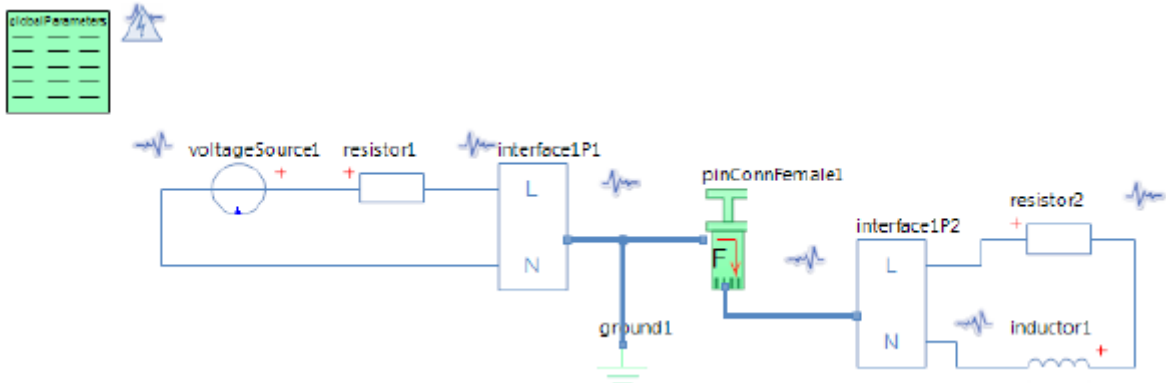 globalParameters
voltageSource1
resistor1
interface1P1
L
N
pinConnFemale1
F
ground1
interface1P2
L
N
resistor2
inductor1